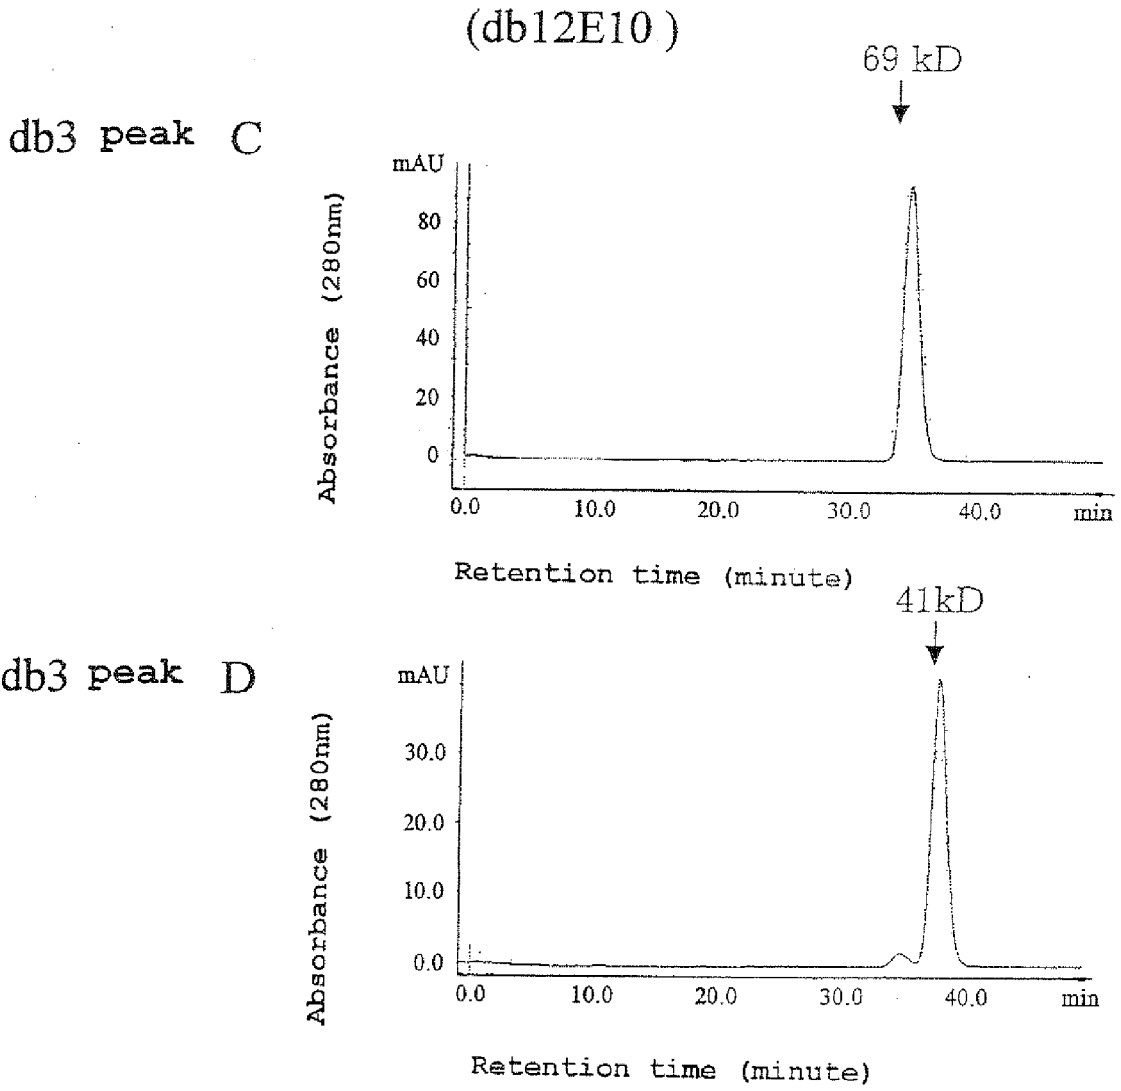 (db12E10 )
69 kD
db3 peak C
mAU
80
60
40
20
0
Absorbance (280nm)
0.0 10.0 20.0 30.0 40.0 min
Retention time (minute)
41kD
db3 peak D
mAU
30.0
20.0
10.0
0.0
Absorbance (280nm)
0.0 10.0 20.0 30.0 40.0 min
Retention time (minute)